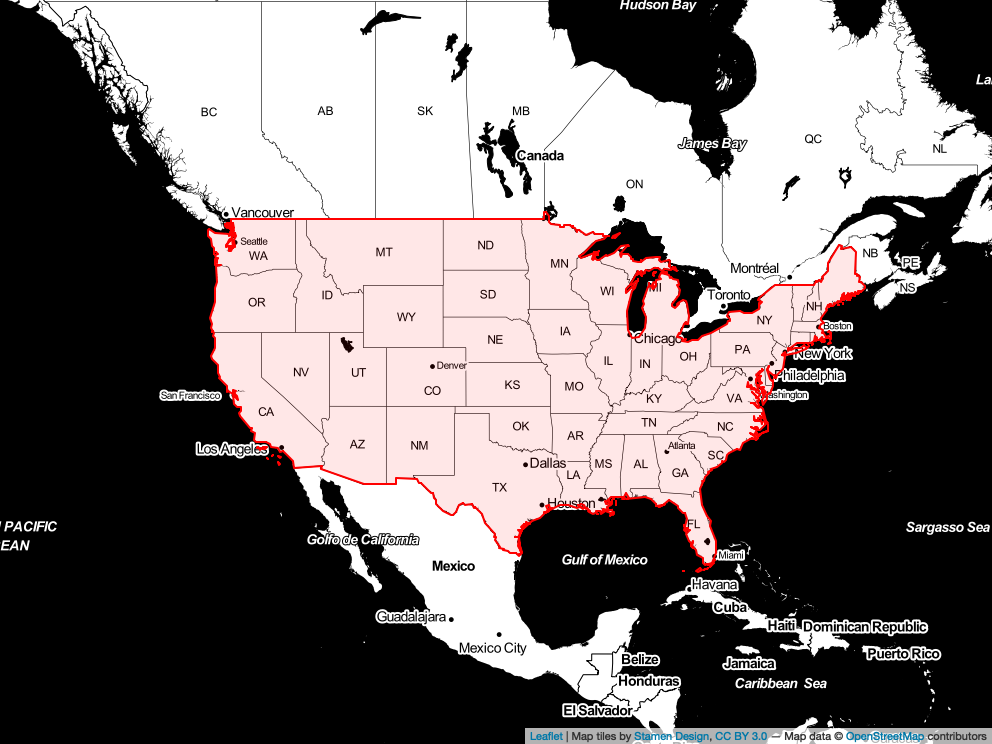 Hudson Bay
La
BC
AB
SK
MB
James Bay
QC
NL
Canada
ON
Vancouver
Seattle
WA
MT
ND
MN
NB
PE
NS
Montréal
Toronto
OR
ID
SD
WI
MI
NH
WY
NY
Boston
IA
NE
Chicago
PA
New York
NV
UT
Denver
CO
IL
IN
OH
Philadelphia
KS
MO
KY
VA
ashington
San Francisco
CA
OK
TN
NC
AZ
NM
AR
Atlanta
SC
Los Angeles
Dallas
MS
AL
GA
LA
TX
Houston
FL
PACIFIC
EAN
Sargasso Sea
Golfo de California
Gulf of Mexico
Miami
Mexico
Havana
Cuba
Guadalajara
Haiti
Dominican Republic
Mexico City
Belize
Jamaica
Puerto Rico
Honduras
Caribbean Sea
El Salvador
Leaflet | Map tiles by Stamen Design, CC BY 3.0 — Map data © OpenStreetMap contributors